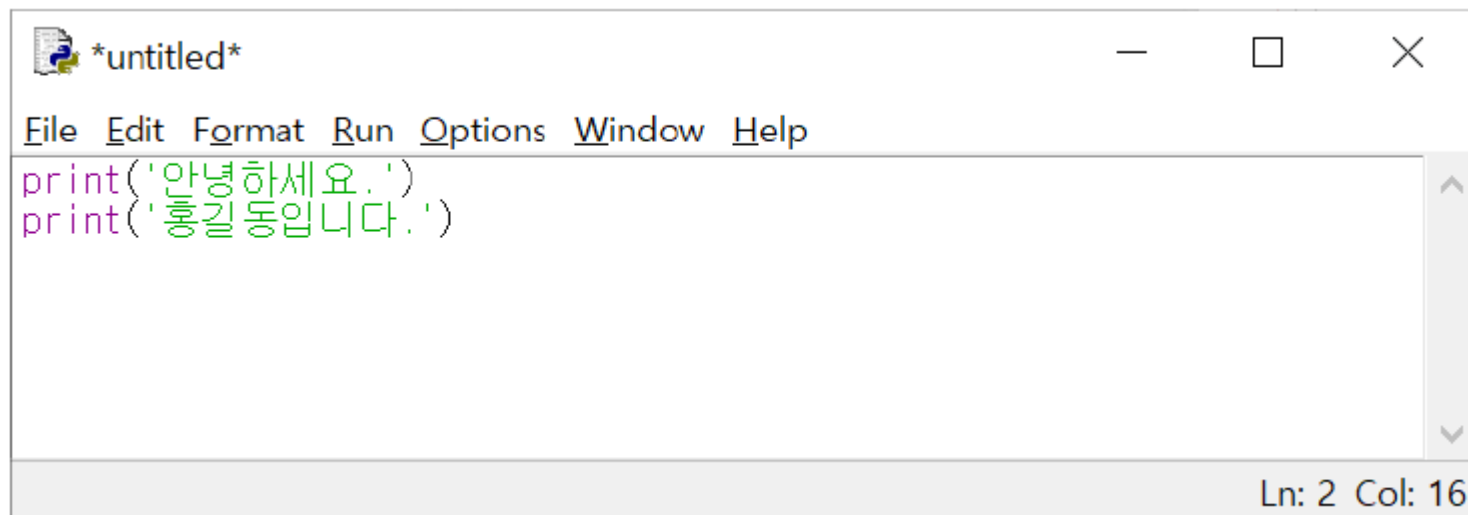 *untitled*
File Edit Format Run Options Window Help
print('안녕하세요.')
print('홍길동입니다.')
Ln: 2 Col: 16